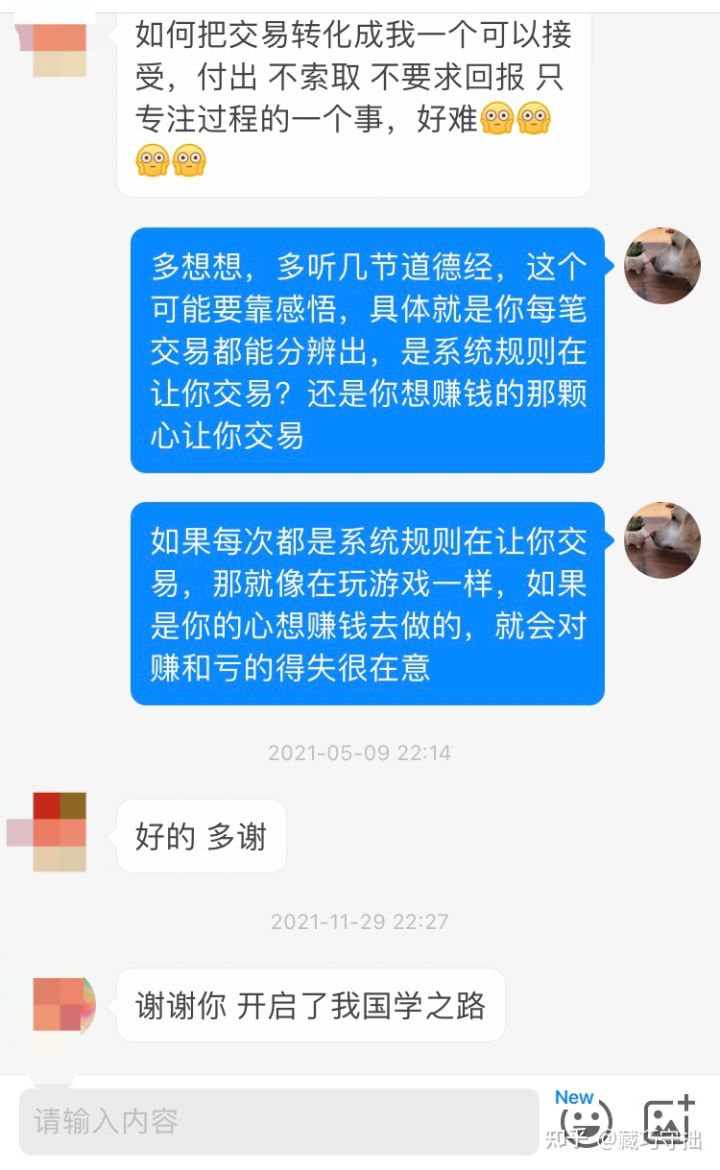 如何把交易转化成我一个可以接
受，付出 不索取 不要求回报 只
专注过程的一个事，好难
多想想，多听几节道德经，这个
可能要靠感悟，具体就是你每笔
交易都能分辨出，是系统规则在
让你交易？还是你想赚钱的那颗
心让你交易
如果每次都是系统规则在让你交
易，那就像在玩游戏一样，如果
是你的心想赚钱去做的，就会对
赚和亏的得失很在意
2021-05-09 22:14
好的 多谢
2021-11-29 22:27
谢谢你 开启了我国学之路
New
请输入内容
知乎 @藏巧守拙